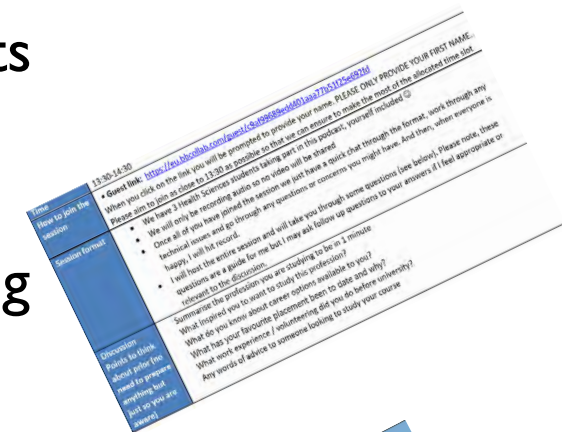 ts
g
Time
13:30-14:30
How to join the session
• Guest link: https://eu.bbcollab.com/guest/
When you click on the link you will be prompted to provide your name. PLEASE ONLY PROVIDE YOUR FIRST NAME.
Please aim to join as close to 13:30 as possible so that we can ensure to make the most of the allocated time slot
Session format
• We have 3 Health Sciences students taking part in this podcast, yourself included ☺
• We will only be recording audio so no video will be shared
• Once all of you have joined the session we just have a quick chat through the format, work through any
technical issues and go through any questions or concerns you might have. And then, when everyone is
happy, I will hit record.
• I will host the entire session and will take you through some questions (see below). Please note, these
questions are a guide for me but I may ask follow up questions to your answers if I feel appropriate or
relevant to the discussion.
Discussion
Points to think
about prior (no
need to prepare
anything but
just so you are
aware)
Summarise the profession you are studying to be in 1 minute
What inspired you to want to study this profession?
What do you know about career options available to you?
What has your favourite placement been to date and why?
What work experience / volunteering did you do before university?
Any words of advice to someone looking to study your course